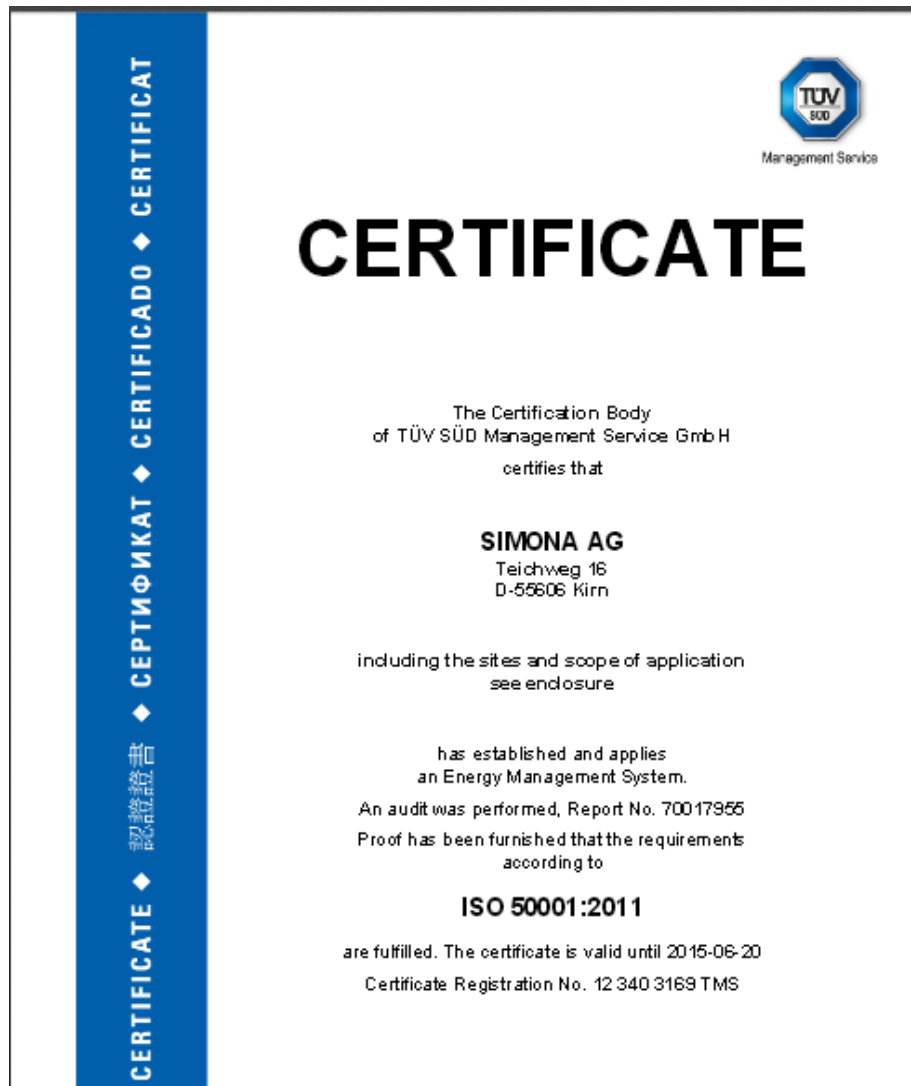 TÜV
SÜD
Management Service
CERTIFICATE
The Certification Body
of TÜV SÜD Management Service GmbH
certifies that
SIMONA AG
Teichweg 16
D-55606 Kirn
including the sites and scope of application
see enclosure
has established and applies
an Energy Management System.
An audit was performed, Report No. 70017955
Proof has been furnished that the requirements
according to
ISO 50001:2011
are fulfilled. The certificate is valid until 2015-06-20
Certificate Registration No. 12 340 3169 TMS
CERTIFICATE ◆ 認證證書 ◆ СЕРТИФИКАТ ◆ CERTIFICADO ◆ CERTIFICAT